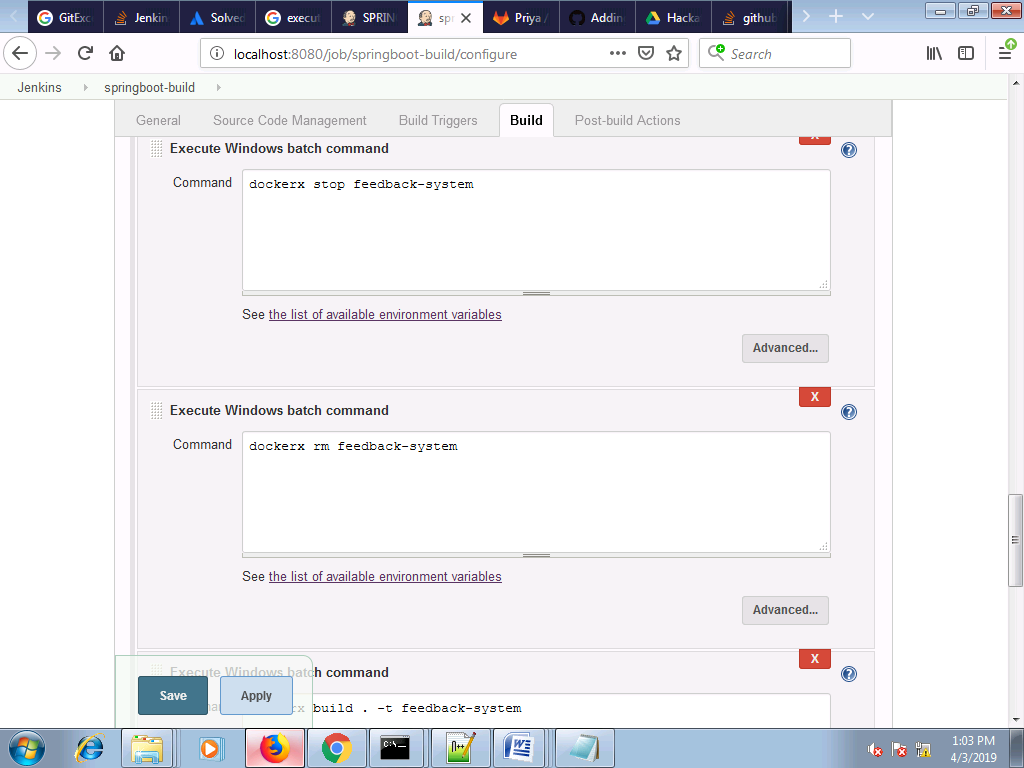 GitExc
Jenkin
Solved
execut
SPRIN
spr
Priya /
Addin
Hacka
github
localhost:8080/job/springboot-build/configure
Search
Jenkins
springboot-build
General
Source Code Management
Build Triggers
Build
Post-build Actions
X
Execute Windows batch command
Command
dockerx stop feedback-system
See the list of available environment variables
Advanced...
X
Execute Windows batch command
Command
dockerx rm feedback-system
See the list of available environment variables
Advanced...
X
Execute Windows batch command
Save
Apply
build . -t feedback-system
1:03 PM
4/3/2019